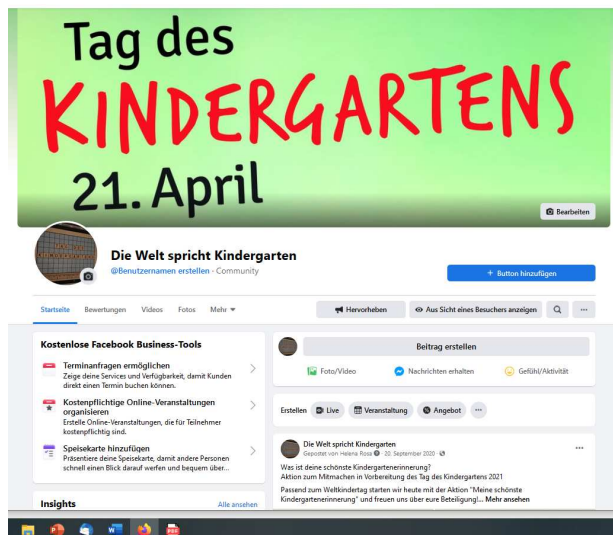 Tag des
KINDERGARTENS
21. April
Bearbeiten
Die Welt spricht Kindergarten
@Benutzernamen erstellen · Community
+ Button hinzufügen
Startseite Bewertungen Videos Fotos Mehr
Hervorheben Aus Sicht eines Besuchers anzeigen
Kostenlose Facebook Business-Tools
Terminanfragen ermöglichen
Zeige deine Services und Verfügbarkeit, damit Kunden
direkt einen Termin buchen können.
Kostenpflichtige Online-Veranstaltungen
organisieren
Erstelle Online-Veranstaltungen, die für Teilnehmer
kostenpflichtig sind.
Speisekarte hinzufügen
Präsentiere deine Speisekarte, damit andere Personen
schnell einen Blick darauf werfen und bequem über...
Insights Alle ansehen
Beitrag erstellen
Foto/Video Nachrichten erhalten Gefühl/Aktivität
Erstellen Live Veranstaltung Angebot
Die Welt spricht Kindergarten
Gepostet von Helena Rosa · 20. September 2020 ·
Was ist deine schönste Kindergartenerinnerung?
Aktion zum Mitmachen in Vorbereitung des Tag des Kindergartens 2021
Passend zum Weltkindertag starten wir heute mit der Aktion "Meine schönste
Kindergartenerinnerung" und freuen uns über eure Beteiligung!... Mehr ansehen